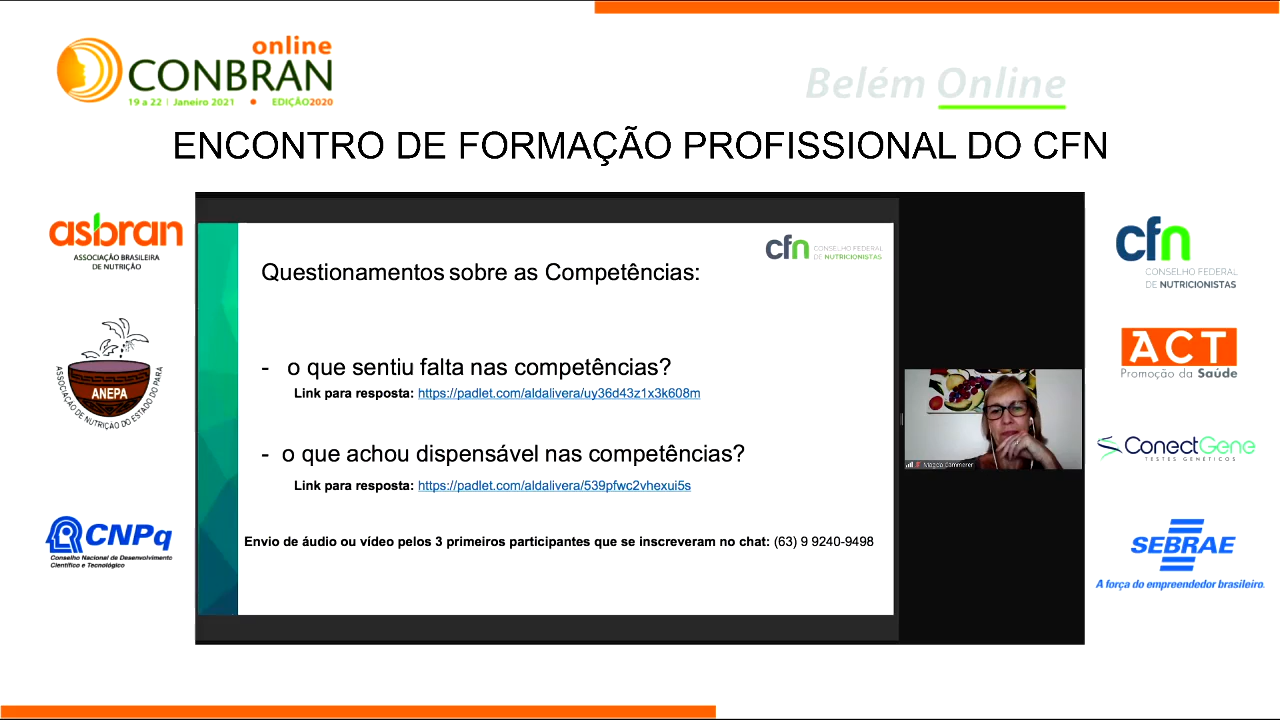 online
CONBRAN
19 a 22 | Janeiro 2021 • EDIÇÃO2020
Belém Online
ENCONTRO DE FORMAÇÃO PROFISSIONAL DO CFN
asbran
ASSOCIAÇÃO BRASILEIRA
DE NUTRIÇÃO
ANEPA
ASSOCIAÇÃO DE NUTRIÇÃO DO ESTADO DO PARÁ
CNPq
Conselho Nacional de Desenvolvimento
Científico e Tecnológico
cfn CONSELHO FEDERAL
DE NUTRICIONISTAS
Questionamentos sobre as Competências:
- o que sentiu falta nas competências?
Link para resposta: https://padlet.com/aldalivera/uy36d43z1x3k608m
- o que achou dispensável nas competências?
Link para resposta: https://padlet.com/aldalivera/539pfwc2vhexui5s
Envio de áudio ou vídeo pelos 3 primeiros participantes que se inscreveram no chat: (63) 9 9240-9498
Magda Cammerer
cfn
CONSELHO FEDERAL
DE NUTRICIONISTAS
ACT
Promoção da Saúde
ConectGene
TESTES GENÉTICOS
SEBRAE
A força do empreendedor brasileiro.